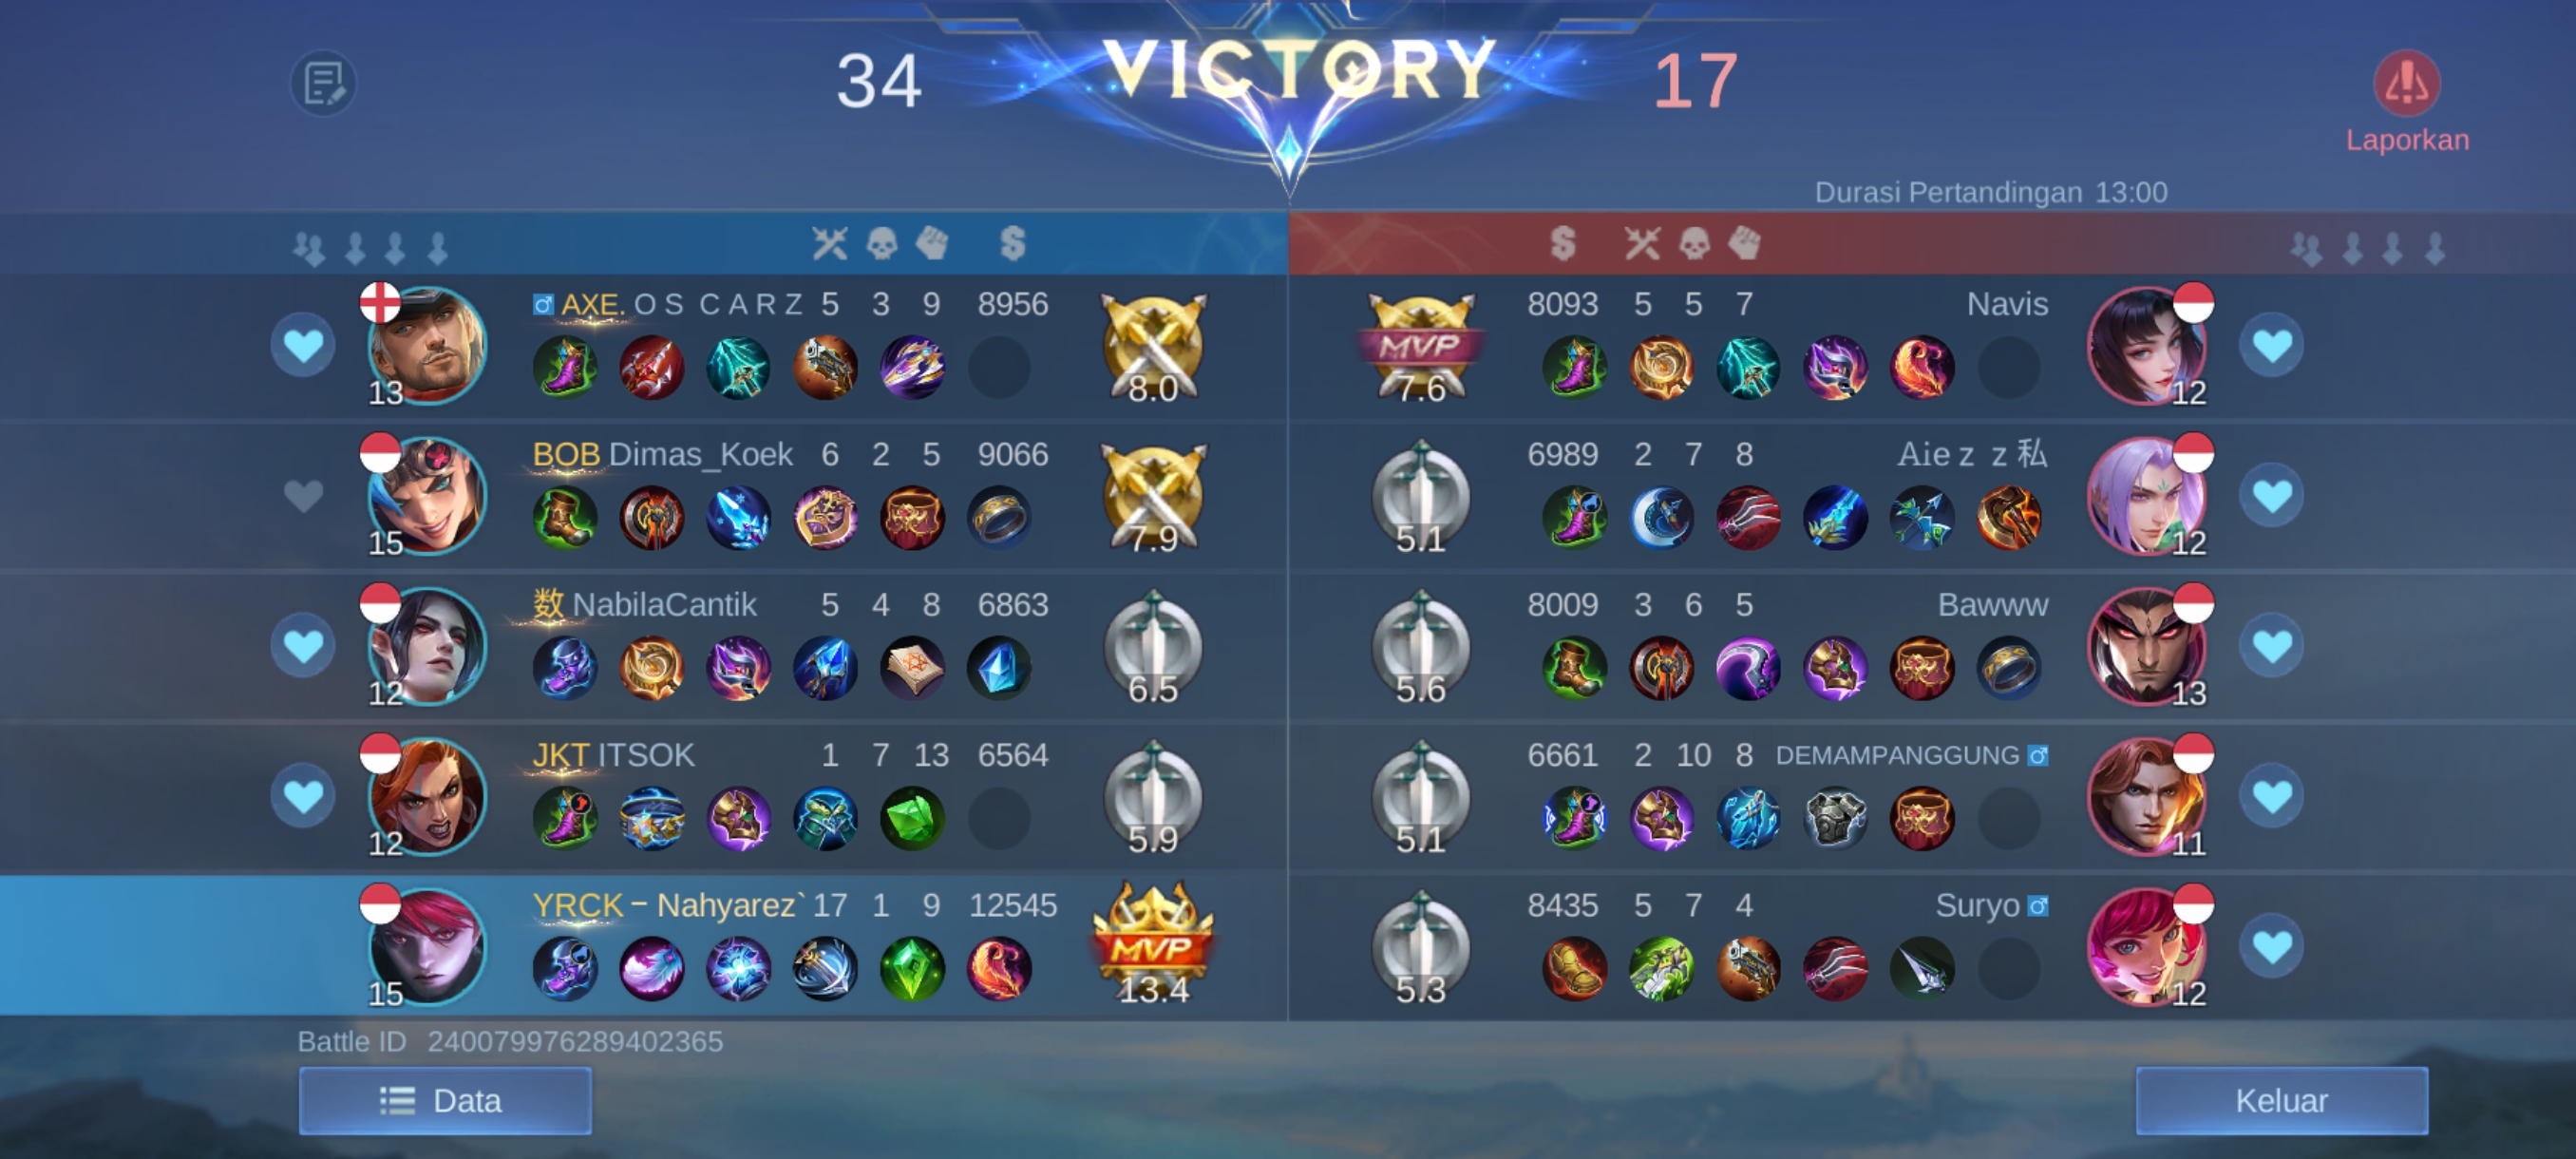 34 VICTORY 17
Laporkan
Durasi Pertandingan 13:00
AXE. O S C A R Z 5 3 9 8956
13 8.0
MVP 8093 5 5 7 Navis
7.6 12
BOB Dimas_Koek 6 2 5 9066
15 7.9
6989 2 7 8 Aie z z 私
5.1 12
数 NabilaCantik 5 4 8 6863
12 6.5
8009 3 6 5 Bawww
5.6 13
JKT ITSOK 1 7 13 6564
12 5.9
6661 2 10 8 DEMAMPANGGUNG
5.1 11
YRCK – Nahyarez` 17 1 9 12545
15 MVP 13.4
8435 5 7 4 Suryo
5.3 12
Battle ID 240079976289402365
Data
Keluar